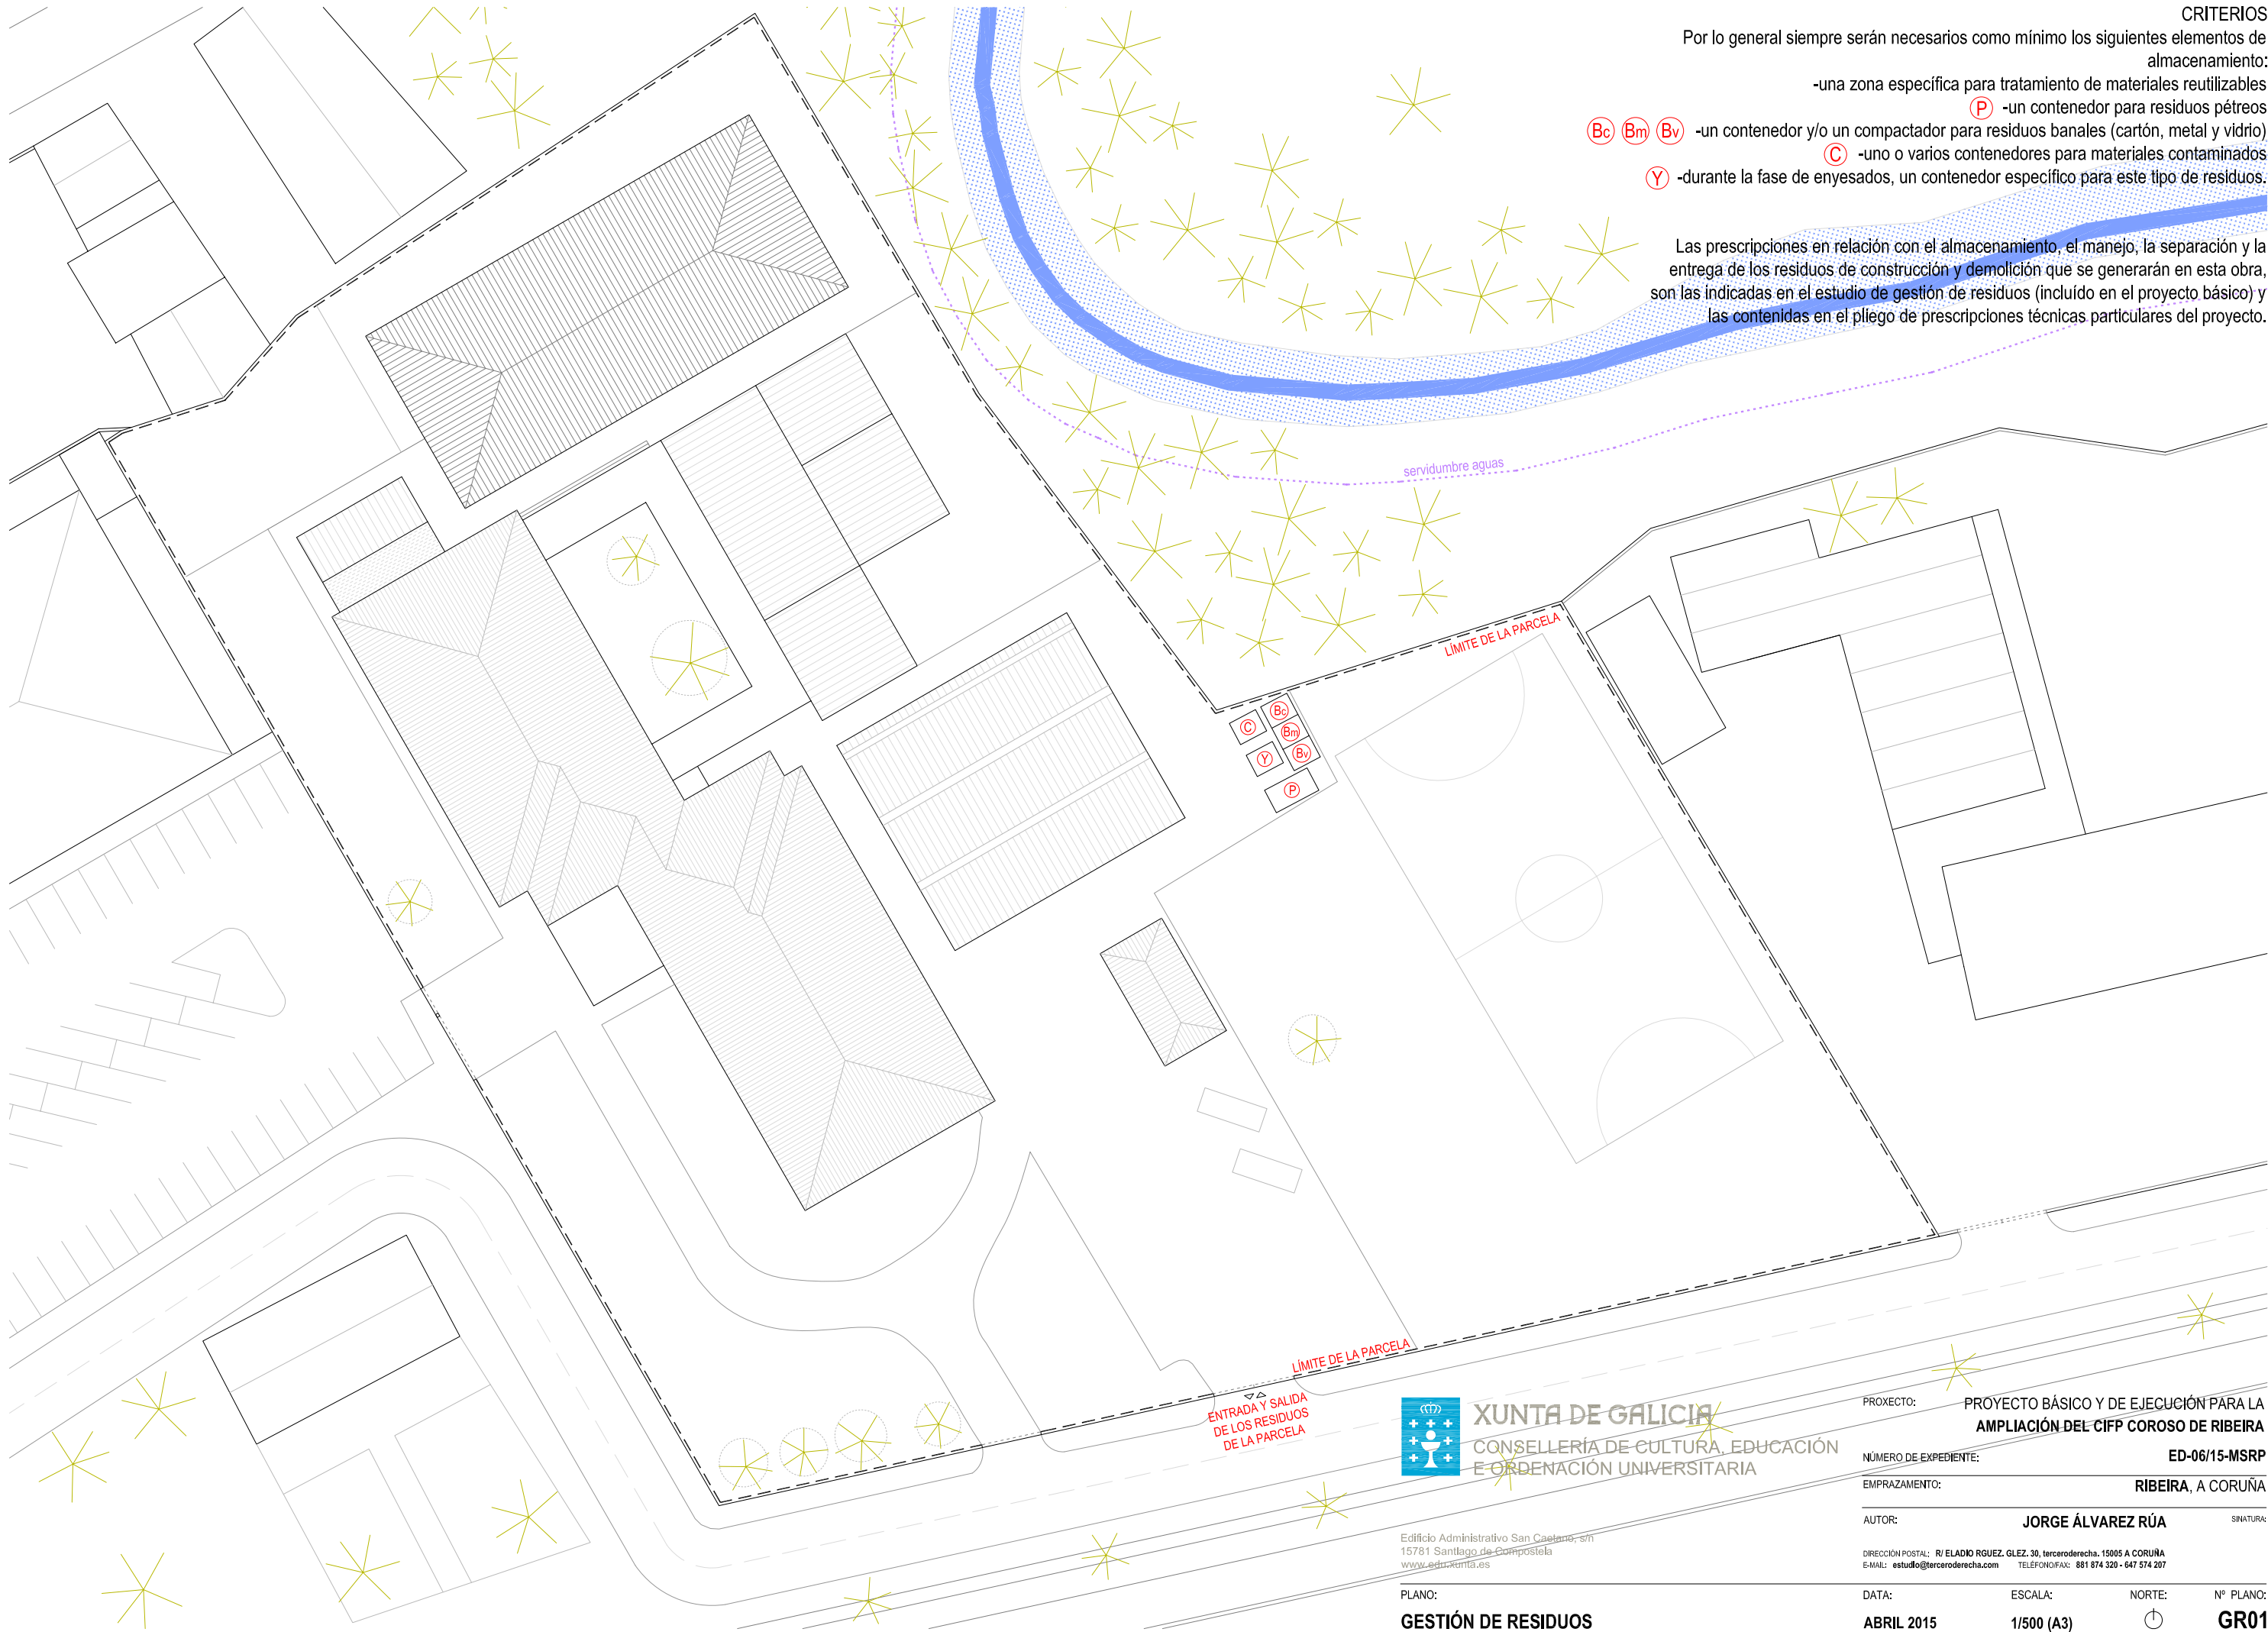 CRITERIOS
Por lo general siempre serán necesarios como mínimo los siguientes elementos de
almacenamiento:
-una zona específica para tratamiento de materiales reutilizables
P -un contenedor para residuos pétreos
Bc Bm Bv -un contenedor y/o un compactador para residuos banales (cartón, metal y vidrio)
C -uno o varios contenedores para materiales contaminados
Y -durante la fase de enyesados, un contenedor específico para este tipo de residuos.
Las prescripciones en relación con el almacenamiento, el manejo, la separación y la
entrega de los residuos de construcción y demolición que se generarán en esta obra,
son las indicadas en el estudio de gestión de residuos (incluído en el proyecto básico) y
las contenidas en el pliego de prescripciones técnicas particulares del proyecto.
servidumbre aguas
LÍMITE DE LA PARCELA
Bc
C
Bm
Bv
Y
P
LÍMITE DE LA PARCELA
ENTRADA Y SALIDA
DE LOS RESIDUOS
DE LA PARCELA
XUNTA DE GALICIA
CONSELLERÍA DE CULTURA, EDUCACIÓN
E ORDENACIÓN UNIVERSITARIA
Edificio Administrativo San Caetano, s/n
15781 Santiago de Compostela
www.edu.xunta.es
PROXECTO: PROYECTO BÁSICO Y DE EJECUCIÓN PARA LA
AMPLIACIÓN DEL CIFP COROSO DE RIBEIRA
NÚMERO DE EXPEDIENTE: ED-06/15-MSRP
EMPRAZAMENTO: RIBEIRA, A CORUÑA
AUTOR: JORGE ÁLVAREZ RÚA SINATURA:
DIRECCIÓN POSTAL: R/ ELADIO RGUEZ. GLEZ. 30, terceroderecha. 15005 A CORUÑA
E-MAIL: estudio@terceroderecha.com TELÉFONO/FAX: 881 874 320 - 647 574 207
PLANO: DATA: ESCALA: NORTE: Nº PLANO:
GESTIÓN DE RESIDUOS ABRIL 2015 1/500 (A3) GR01